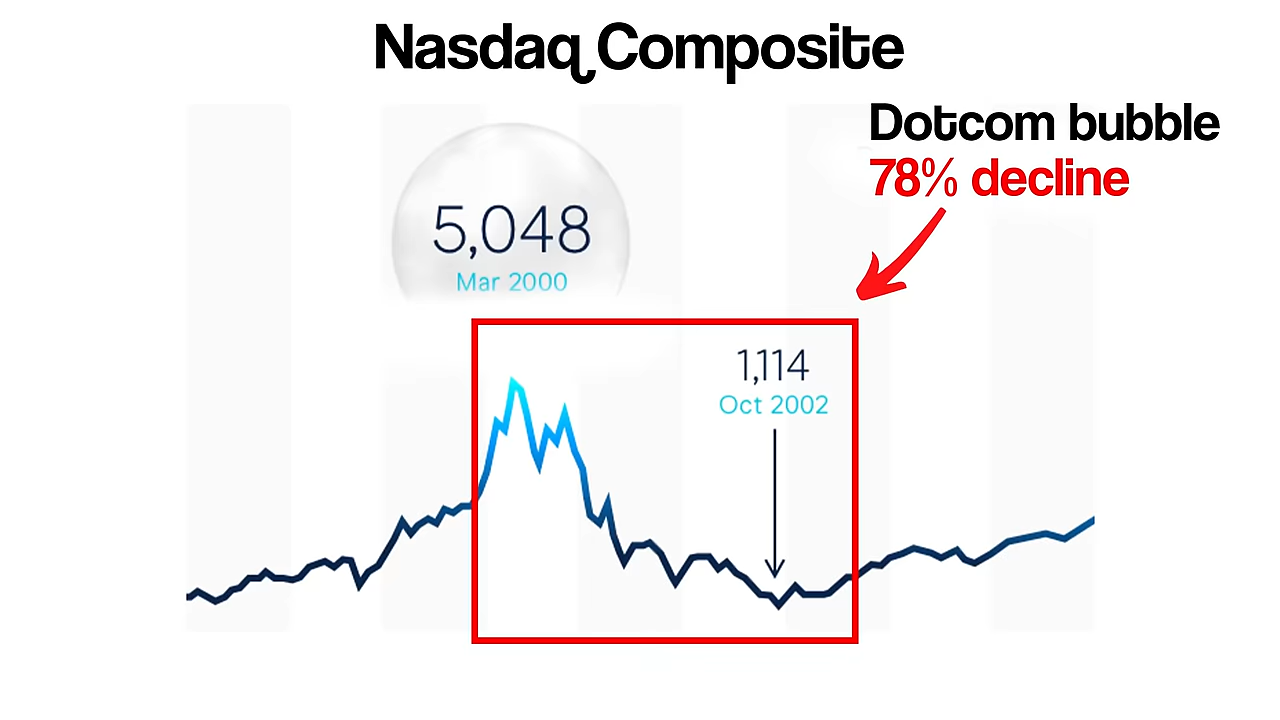 Nasdaq Composite
Dotcom bubble
78% decline
5,048
Mar 2000
1,114
Oct 2002